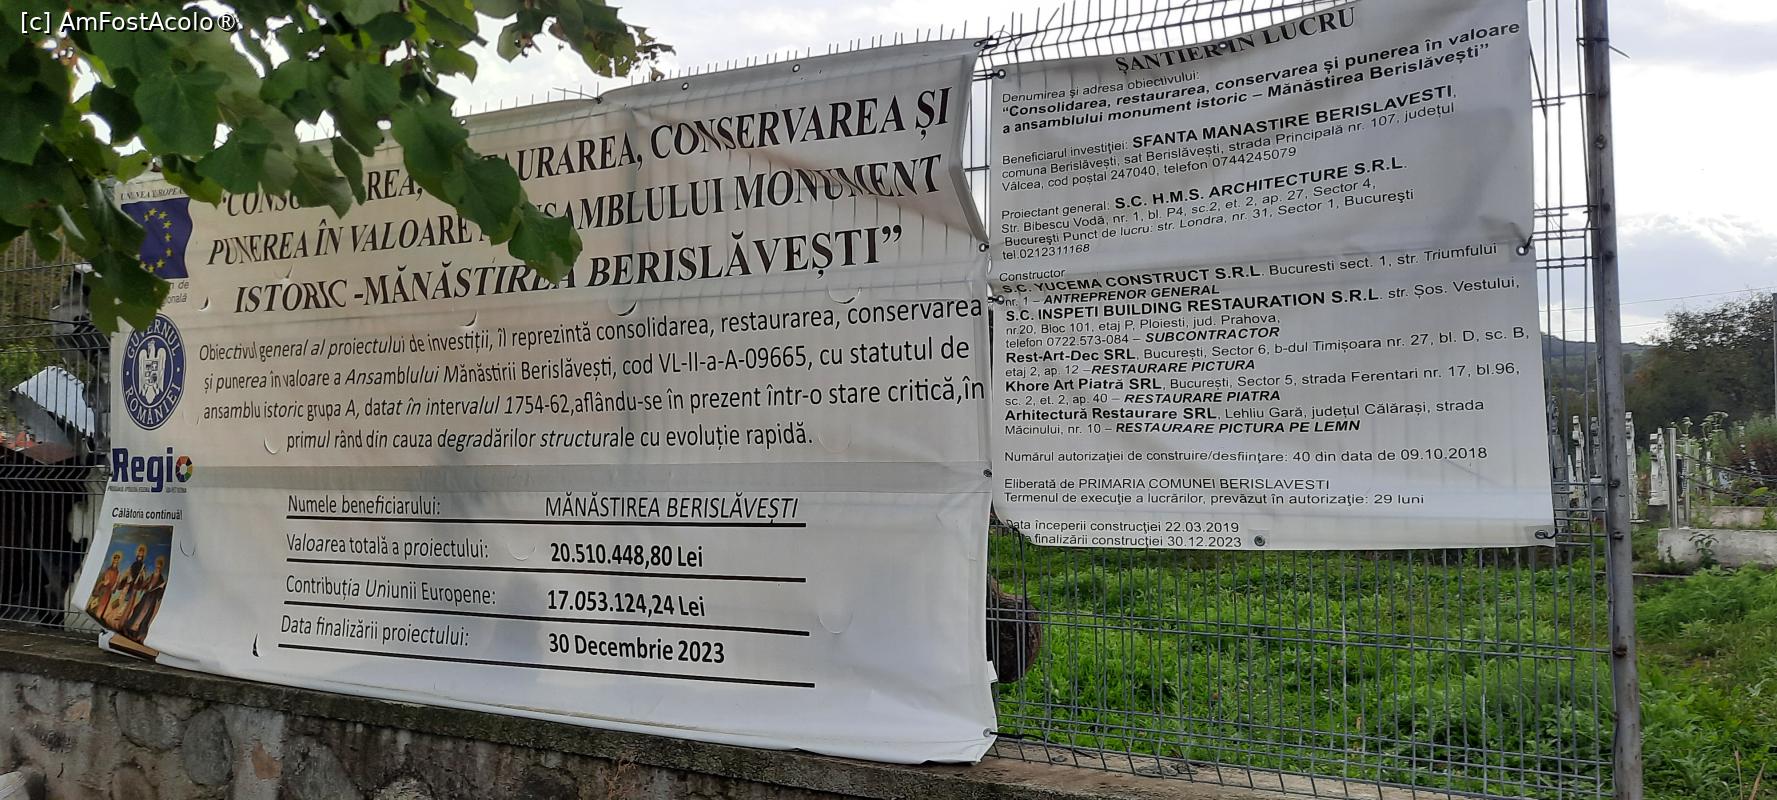 [c] AmFostAcolo®
UNIUNEA EUROPEA
RESTAURAREA, CONSERVAREA ȘI
PUNEREA ÎN VALOARE A ANSAMBLULUI MONUMENT
ISTORIC -MĂNĂSTIREA BERISLĂVEȘTI”
GUVERNUL ROMÂNIEI
Obiectivul general al proiectului de investiții, îl reprezintă consolidarea, restaurarea, conservarea
și punerea în valoare a Ansamblului Mănăstirii Berislăvești, cod VL-II-a-A-09665, cu statutul de
ansamblu istoric grupa A, datat în intervalul 1754-62,aflându-se în prezent într-o stare critică,în
primul rând din cauza degradărilor structurale cu evoluție rapidă.
Regio
Călătoria continuă!
Numele beneficiarului: MĂNĂSTIREA BERISLĂVEȘTI
Valoarea totală a proiectului: 20.510.448,80 Lei
Contribuția Uniunii Europene: 17.053.124,24 Lei
Data finalizării proiectului: 30 Decembrie 2023
ȘANTIER IN LUCRU
Denumirea și adresa obiectivului:
“Consolidarea, restaurarea, conservarea și punerea în valoare
a ansamblului monument istoric – Mănăstirea Berislăvești”
Beneficiarul investiției: SFANTA MANASTIRE BERISLAVESTI,
comuna Berislăvești, sat Berislăvești, strada Principală nr. 107, județul
Vâlcea, cod poștal 247040, telefon 0744245079
Proiectant general: S.C. H.M.S. ARCHITECTURE S.R.L.
Str. Bibescu Vodă, nr. 1, bl. P4, sc.2, et. 2, ap. 27, Sector 4,
București Punct de lucru: str. Londra, nr. 31, Sector 1, București
tel.0212311168
Constructor
S.C. YUCEMA CONSTRUCT S.R.L. Bucuresti sect. 1, str. Triumfului
nr. 1 – ANTREPRENOR GENERAL
S.C. INSPETI BUILDING RESTAURATION S.R.L. str. Șos. Vestului,
nr.20, Bloc 101, etaj P, Ploiesti, jud. Prahova,
telefon 0722.573-084 – SUBCONTRACTOR
Rest-Art-Dec SRL, București, Sector 6, b-dul Timișoara nr. 27, bl. D, sc. B,
etaj 2, ap. 12 –RESTAURARE PICTURA
Khore Art Piatră SRL, București, Sector 5, strada Ferentari nr. 17, bl.96,
sc. 2, et. 2, ap. 40 – RESTAURARE PIATRA
Arhitectură Restaurare SRL, Lehliu Gară, județul Călărași, strada
Măcinului, nr. 10 – RESTAURARE PICTURA PE LEMN
Numărul autorizației de construire/desființare: 40 din data de 09.10.2018
Eliberată de PRIMARIA COMUNEI BERISLAVESTI
Termenul de execuție a lucrărilor, prevăzut în autorizație: 29 luni
Data începerii construcției 22.03.2019
finalizării construcției 30.12.2023